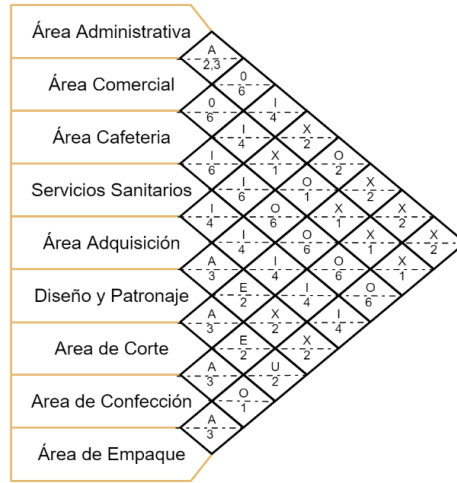 Área Administrativa
A
2,3
0
6
Área Comercial
0
6
I
4
I
4
X
2
Área Cafeteria
I
6
X
1
O
2
I
6
O
1
X
2
Servicios Sanitarios
I
4
O
6
X
1
X
2
I
4
O
6
X
1
X
2
Área Adquisición
A
3
I
4
O
6
X
1
E
2
I
4
O
6
Diseño y Patronaje
A
3
X
2
I
4
E
2
X
2
Area de Corte
A
3
U
2
O
1
Area de Confección
A
3
Área de Empaque